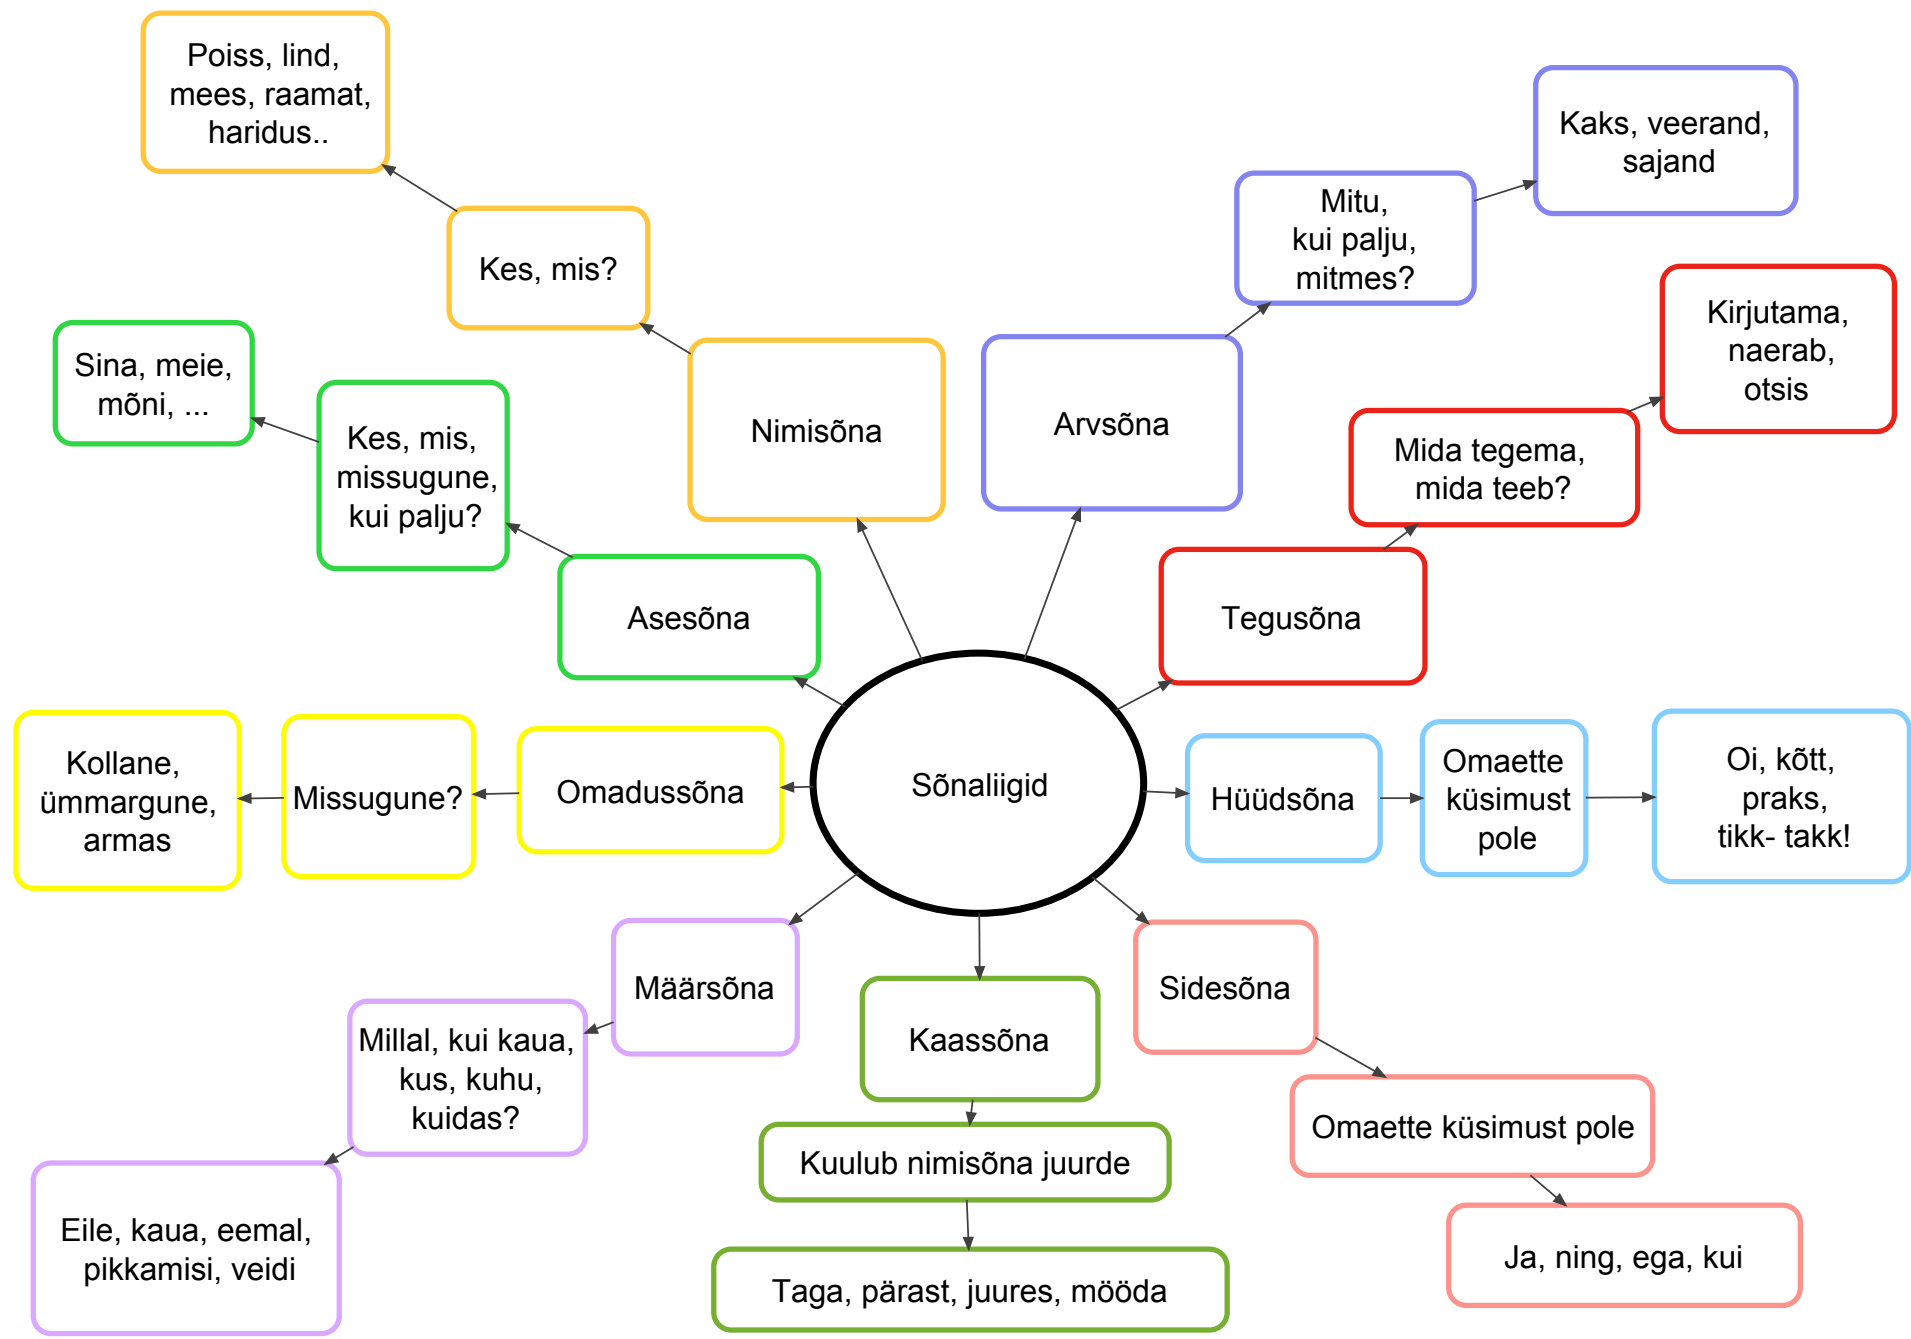 Poiss, lind,
mees, raamat,
haridus..
Kes, mis?
Nimisõna
Kaks, veerand,
sajand
Mitu,
kui palju,
mitmes?
Arvsõna
Kirjutama,
naerab,
otsis
Mida tegema,
mida teeb?
Tegusõna
Sina, meie,
mõni, ...
Kes, mis,
missugune,
kui palju?
Asesõna
Kollane,
ümmargune,
armas
Missugune?
Omadussõna
Sõnaliigid
Hüüdsõna
Omaette
küsimust
pole
Oi, kõtt,
praks,
tikk- takk!
Määrsõna
Millal, kui kaua,
kus, kuhu,
kuidas?
Eile, kaua, eemal,
pikkamisi, veidi
Kaassõna
Kuulub nimisõna juurde
Taga, pärast, juures, mööda
Sidesõna
Omaette küsimust pole
Ja, ning, ega, kui